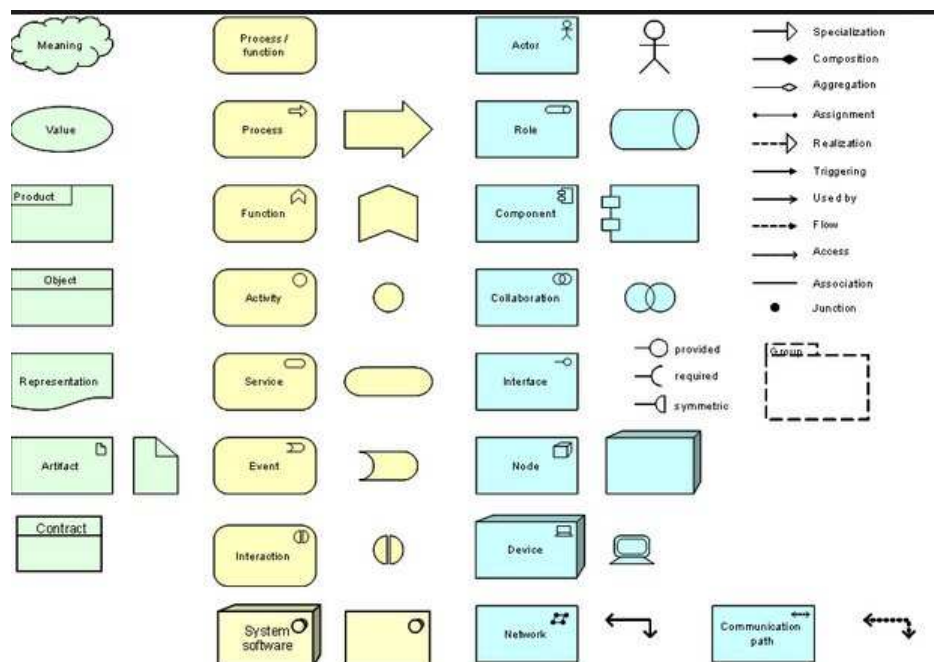 Meaning
Process /
function
Actor
Specialization
Composition
Aggregation
Value
Process
Role
Assignment
Realization
Triggering
Product
Function
Component
Used by
Flow
Access
Object
Activity
Collaboration
Association
Junction
Representation
Service
Interface
provided
required
symmetric
Group
Artifact
Event
Node
Contract
Interaction
Device
System
software
Network
Communication
path